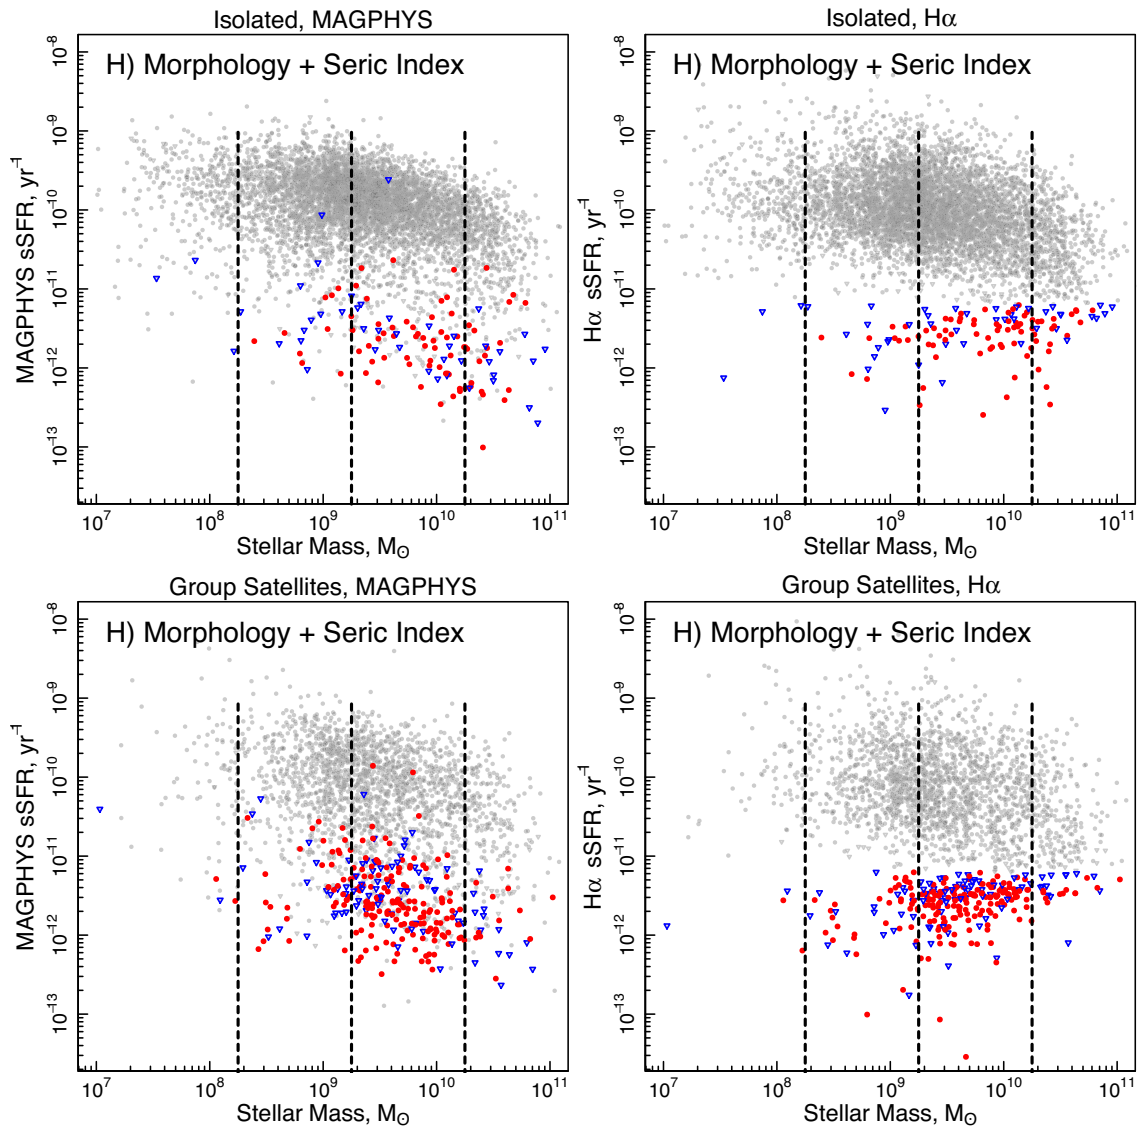 Isolated, MAGPHYS
H) Morphology + Seric Index
MAGPHYS sSFR, yr⁻¹
10⁻⁸
10⁻⁹
10⁻¹⁰
10⁻¹¹
10⁻¹²
10⁻¹³
10⁷ 10⁸ 10⁹ 10¹⁰ 10¹¹
Stellar Mass, M⊙
Isolated, Hα
H) Morphology + Seric Index
Hα sSFR, yr⁻¹
10⁻⁸
10⁻⁹
10⁻¹⁰
10⁻¹¹
10⁻¹²
10⁻¹³
10⁷ 10⁸ 10⁹ 10¹⁰ 10¹¹
Stellar Mass, M⊙
Group Satellites, MAGPHYS
H) Morphology + Seric Index
MAGPHYS sSFR, yr⁻¹
10⁻⁸
10⁻⁹
10⁻¹⁰
10⁻¹¹
10⁻¹²
10⁻¹³
10⁷ 10⁸ 10⁹ 10¹⁰ 10¹¹
Stellar Mass, M⊙
Group Satellites, Hα
H) Morphology + Seric Index
Hα sSFR, yr⁻¹
10⁻⁸
10⁻⁹
10⁻¹⁰
10⁻¹¹
10⁻¹²
10⁻¹³
10⁷ 10⁸ 10⁹ 10¹⁰ 10¹¹
Stellar Mass, M⊙